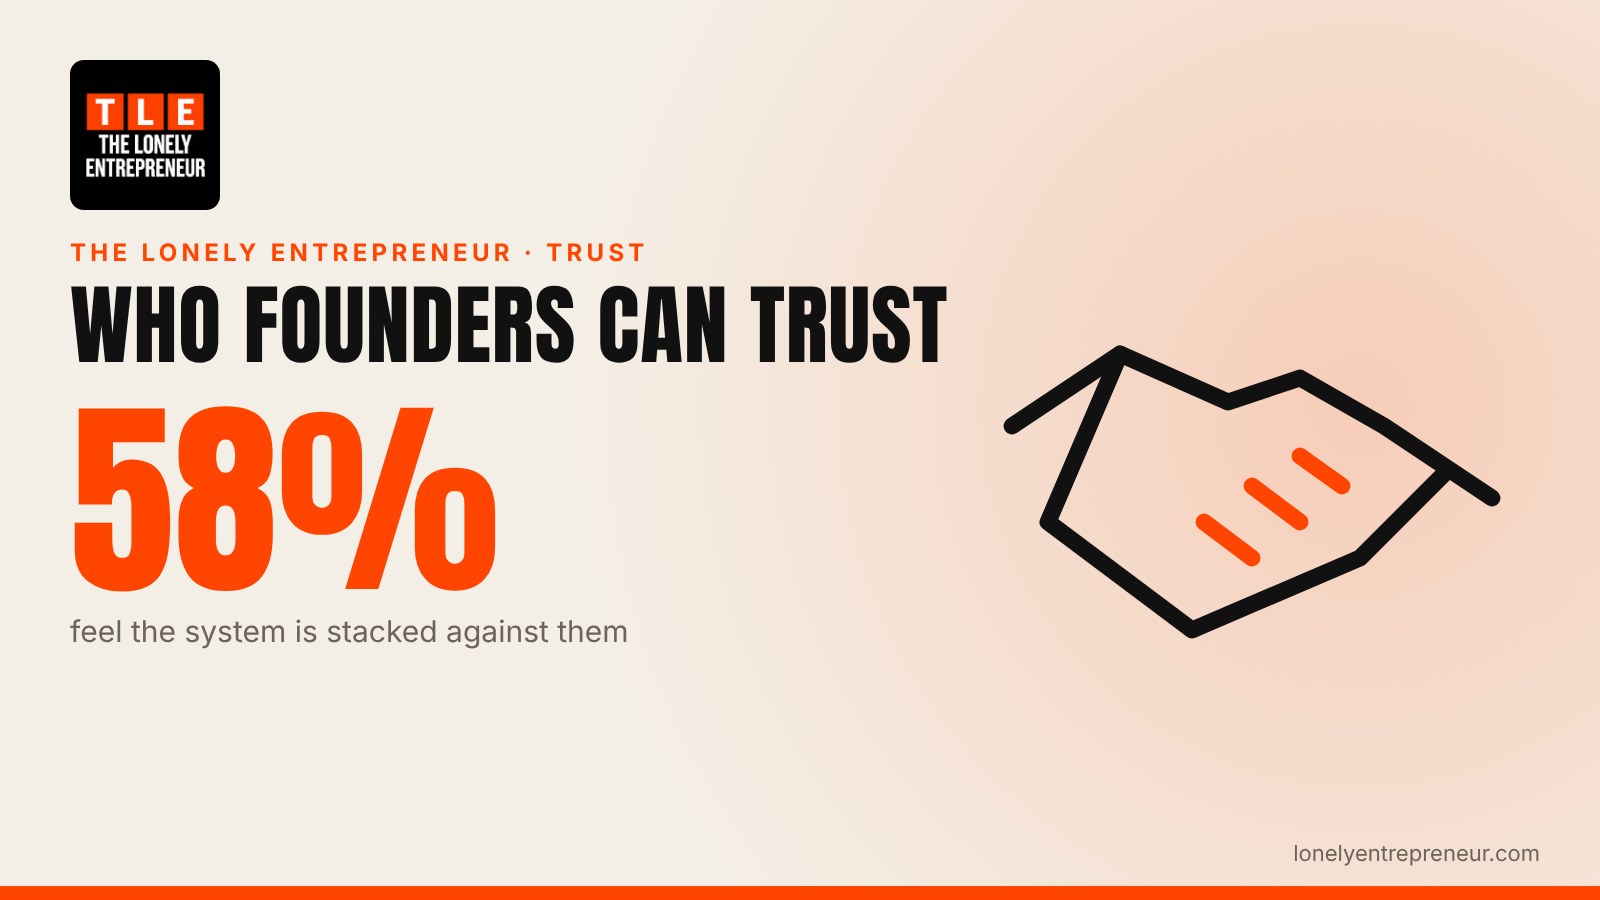 T L E
THE LONELY
ENTREPRENEUR
THE LONELY ENTREPRENEUR · TRUST
WHO FOUNDERS CAN TRUST
58%
feel the system is stacked against them
lonelyentrepreneur.com